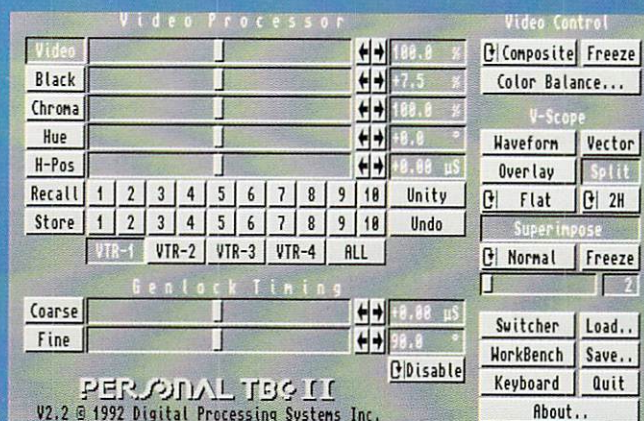 Video Processor
Video 100.0 %
Black +7.5 %
Chroma 100.0 %
Hue +0.0 °
H-Pos +0.00 µS
Recall 1 2 3 4 5 6 7 8 9 10 Unity
Store 1 2 3 4 5 6 7 8 9 10 Undo
VTR-1 VTR-2 VTR-3 VTR-4 ALL
Genlock Timing
Coarse +0.00 µS
Fine 90.0 °
Disable
PERSONAL TBC II
V2.2 © 1992 Digital Processing Systems Inc.
Video Control
Composite Freeze
Color Balance...
V-Scope
Waveform Vector
Overlay Split
Flat 2H
Superimpose
Normal Freeze
2
Switcher Load..
WorkBench Save..
Keyboard Quit
About..